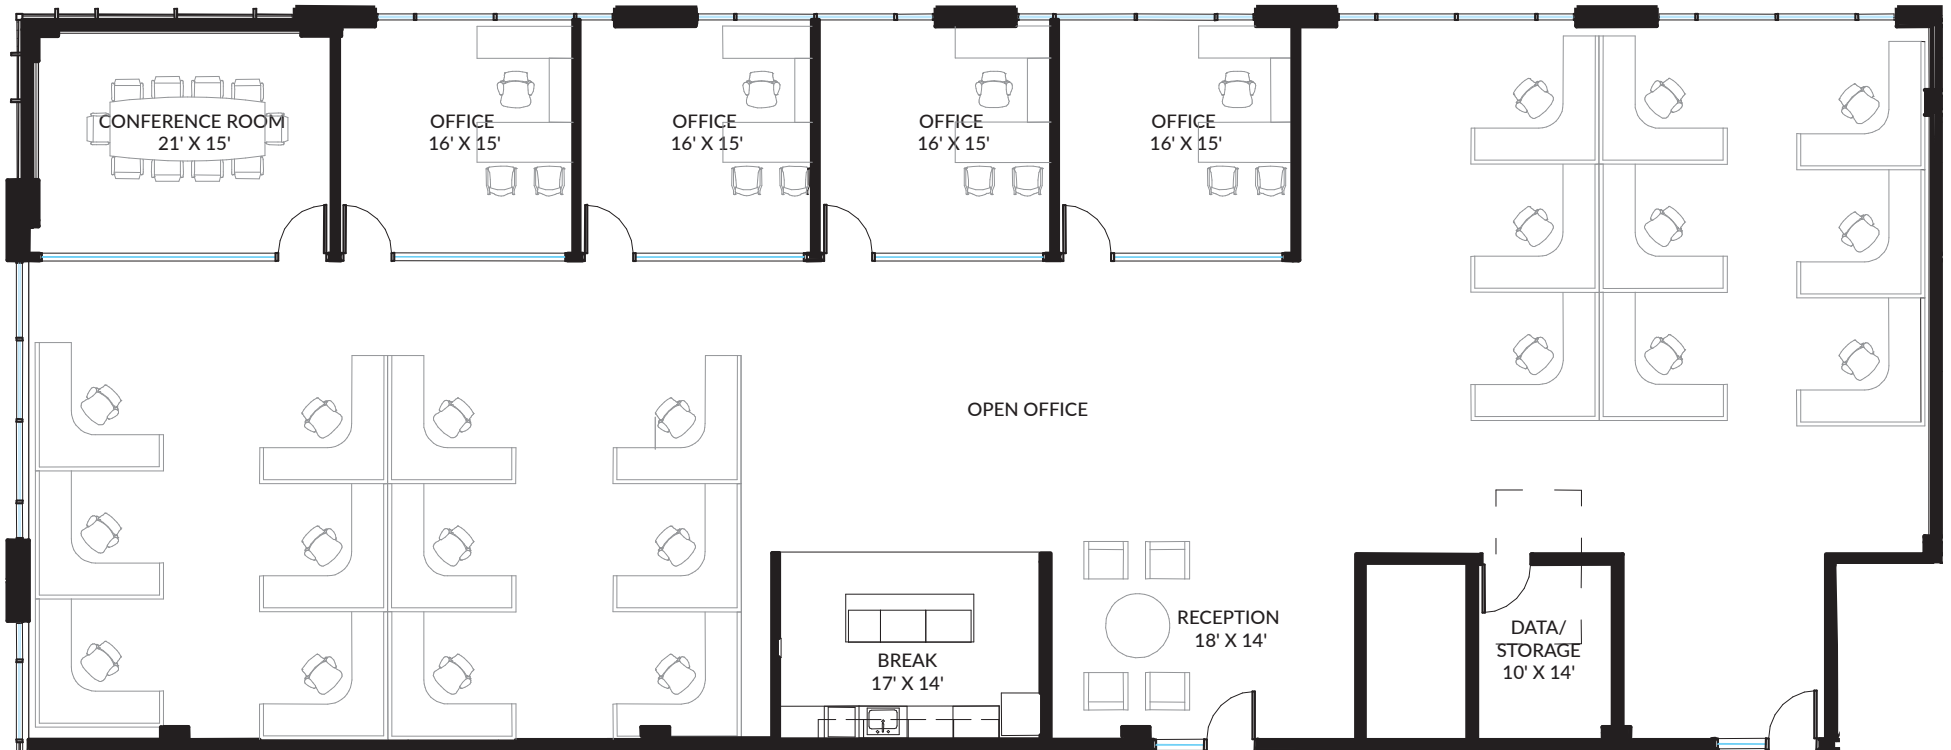 CONFERENCE ROOM
21' X 15'
OFFICE
16' X 15'
OFFICE
16' X 15'
OFFICE
16' X 15'
OFFICE
16' X 15'
OPEN OFFICE
BREAK
17' X 14'
RECEPTION
18' X 14'
DATA/
STORAGE
10' X 14'